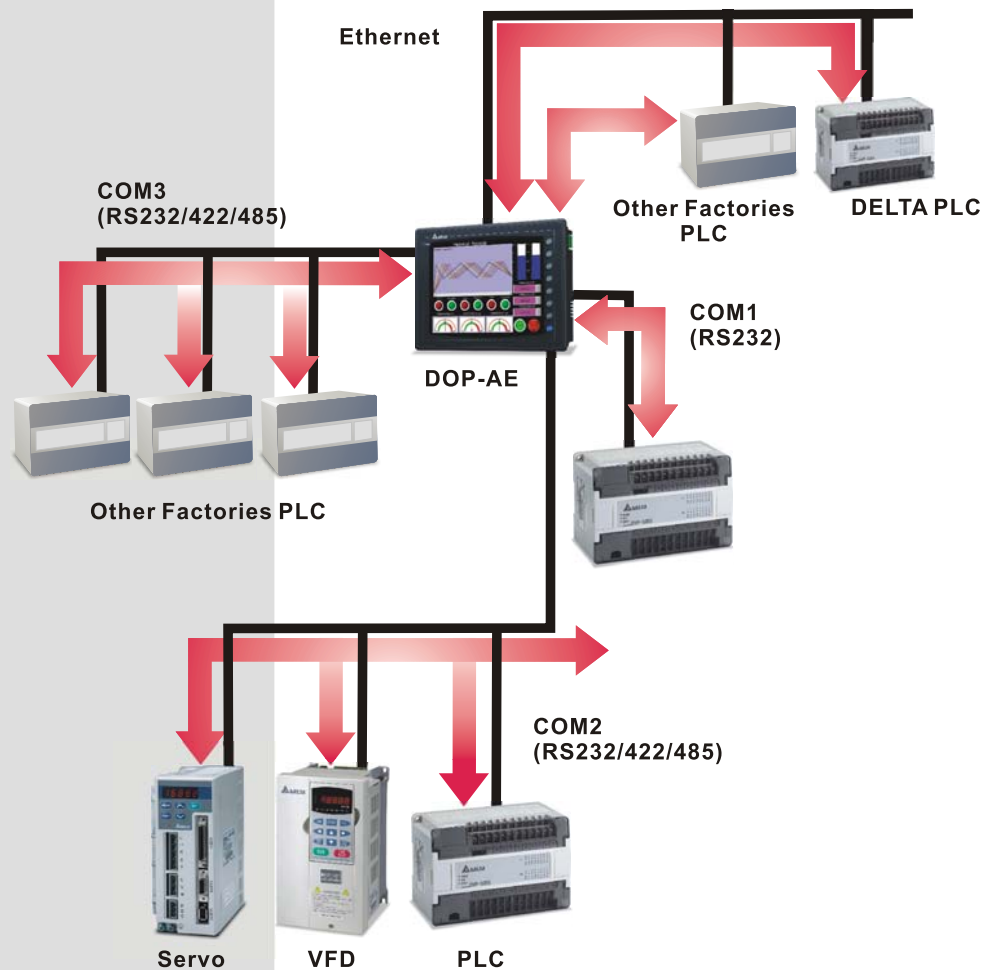 Ethernet
COM3
(RS232/422/485)
Other Factories
PLC
DELTA PLC
COM1
(RS232)
DOP-AE
Other Factories PLC
COM2
(RS232/422/485)
Servo
VFD
PLC